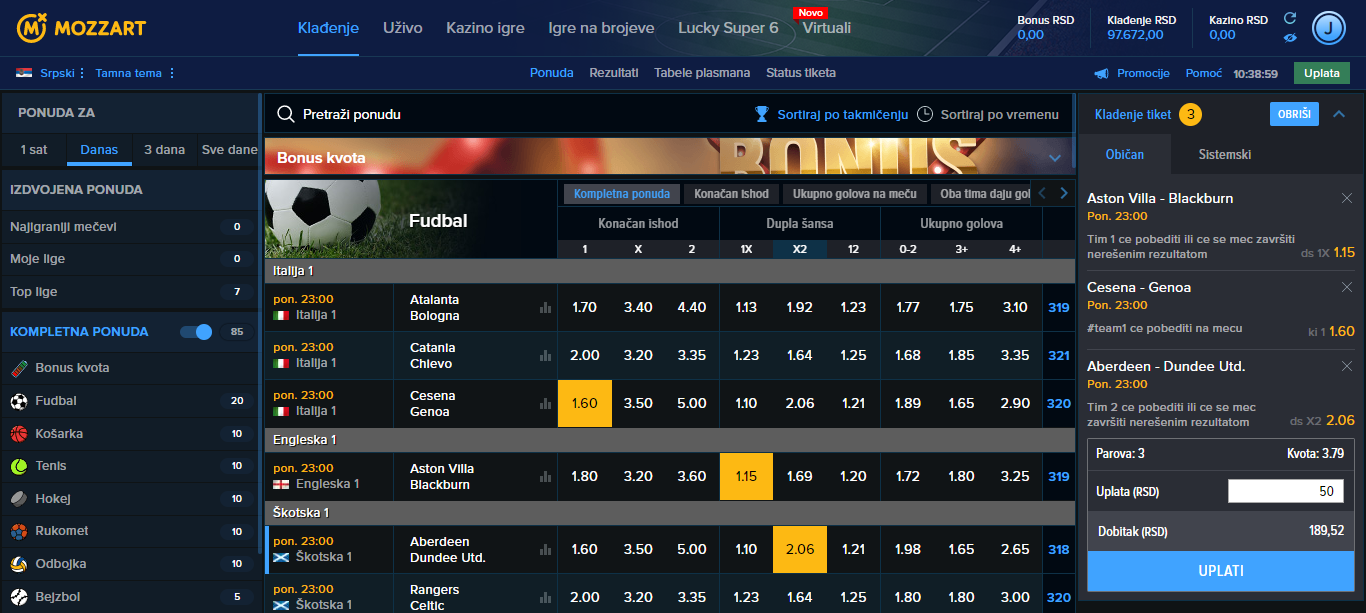 MOZZART
Klađenje
Uživo
Kazino igre
Igre na brojeve
Lucky Super 6
Novo
Virtuali
Bonus RSD
0,00
Klađenje RSD
97.672,00
Kazino RSD
0,00
J
Srpski
Tamna tema
Ponuda
Rezultati
Tabele plasmana
Status tiketa
Promocije
Pomoć
10:38:59
Uplata
PONUDA ZA
1 sat
Danas
3 dana
Sve dane
IZDVOJENA PONUDA
Najigraniji mečevi 0
Moje lige 0
Top lige 7
KOMPLETNA PONUDA 85
Bonus kvota
Fudbal 20
Košarka 10
Tenis 10
Hokej 10
Rukomet 10
Odbojka 10
Bejzbol 5
Pretraži ponudu
Sortiraj po takmičenju
Sortiraj po vremenu
Bonus kvota
BONUS
Fudbal
Kompletna ponuda
Konačan ishod
Ukupno golova na meču
Oba tima daju gol
Konačan ishod
Dupla šansa
Ukupno golova
1 X 2 1X X2 12 0-2 3+ 4+
Italija 1
pon. 23:00
Italija 1
Atalanta
Bologna
1.70 3.40 4.40 1.13 1.92 1.23 1.77 1.75 3.10 319
pon. 23:00
Italija 1
Catania
Chievo
2.00 3.20 3.35 1.23 1.64 1.25 1.68 1.85 3.35 321
pon. 23:00
Italija 1
Cesena
Genoa
1.60 3.50 5.00 1.10 2.06 1.21 1.89 1.65 2.90 320
Engleska 1
pon. 23:00
Engleska 1
Aston Villa
Blackburn
1.80 3.20 3.60 1.15 1.69 1.20 1.72 1.80 3.25 319
Škotska 1
pon. 23:00
Škotska 1
Aberdeen
Dundee Utd.
1.60 3.50 5.00 1.10 2.06 1.21 1.98 1.65 2.65 318
pon. 23:00
Škotska 1
Rangers
Celtic
2.00 3.20 3.35 1.23 1.64 1.25 1.80 1.80 3.00 320
Klađenje tiket 3
OBRIŠI
Običan
Sistemski
Aston Villa - Blackburn
Pon. 23:00
Tim 1 ce pobediti ili ce se mec završiti
nerešenim rezultatom ds 1X 1.15
Cesena - Genoa
Pon. 23:00
#team1 ce pobediti na mecu ki 1 1.60
Aberdeen - Dundee Utd.
Pon. 23:00
Tim 2 ce pobediti ili ce se mec
završiti nerešenim rezultatom ds X2 2.06
Parova: 3 Kvota: 3.79
Uplata (RSD) 50
Dobitak (RSD) 189,52
UPLATI